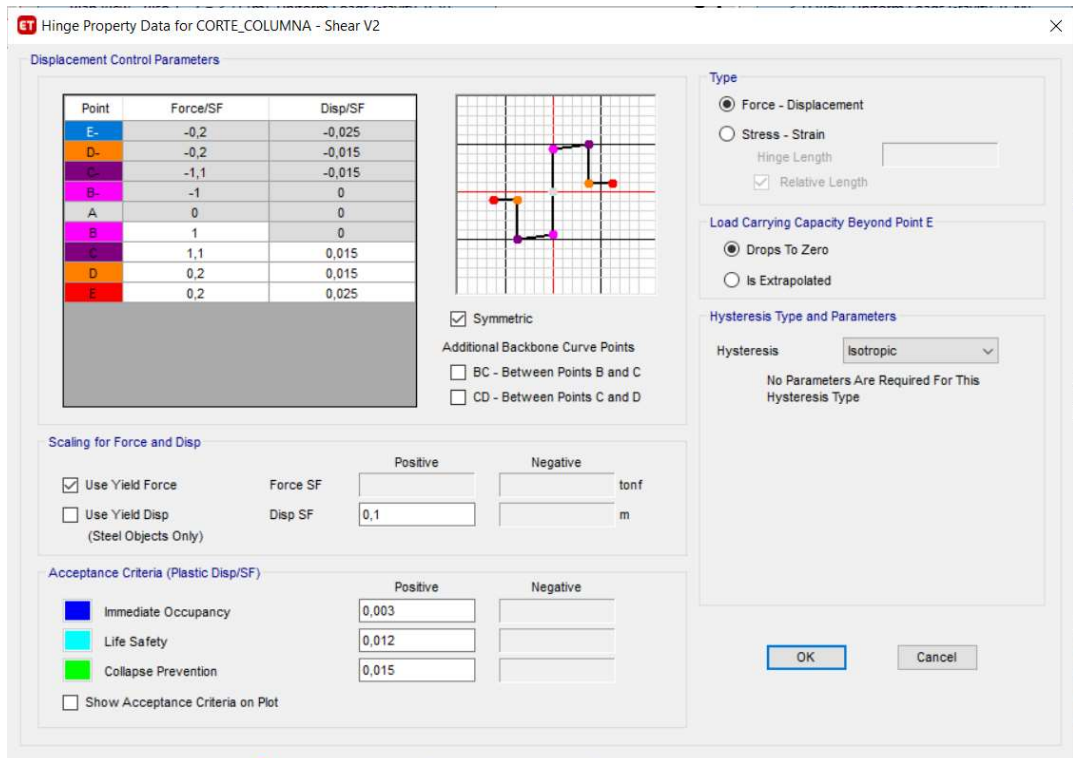 ET Hinge Property Data for CORTE_COLUMNA - Shear V2
Displacement Control Parameters
Point Force/SF Disp/SF
E- -0,2 -0,025
D- -0,2 -0,015
C- -1,1 -0,015
B- -1 0
A 0 0
B 1 0
C 1,1 0,015
D 0,2 0,015
E 0,2 0,025
Symmetric
Additional Backbone Curve Points
BC - Between Points B and C
CD - Between Points C and D
Type
Force - Displacement
Stress - Strain
Hinge Length
Relative Length
Load Carrying Capacity Beyond Point E
Drops To Zero
Is Extrapolated
Hysteresis Type and Parameters
Hysteresis Isotropic
No Parameters Are Required For This
Hysteresis Type
Scaling for Force and Disp
Positive Negative
Use Yield Force Force SF tonf
Use Yield Disp Disp SF 0,1 m
(Steel Objects Only)
Acceptance Criteria (Plastic Disp/SF)
Positive Negative
Immediate Occupancy 0,003
Life Safety 0,012
Collapse Prevention 0,015
Show Acceptance Criteria on Plot
OK Cancel